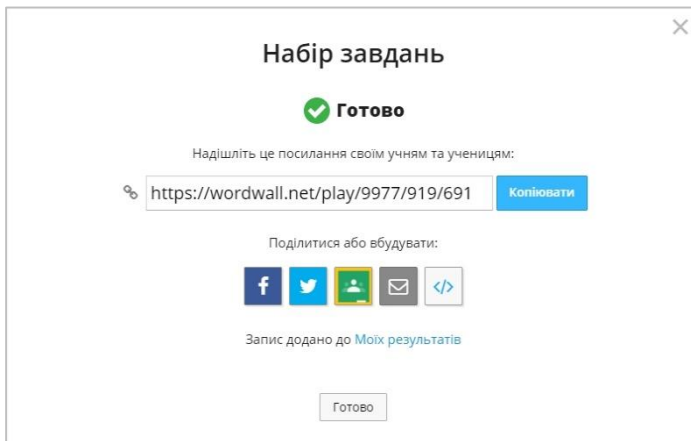 Набір завдань
Готово
Надішліть це посилання своїм учням та ученицям:
https://wordwall.net/play/9977/919/691 Копіювати
Поділитися або вбудувати:
Запис додано до Моїх результатів
Готово